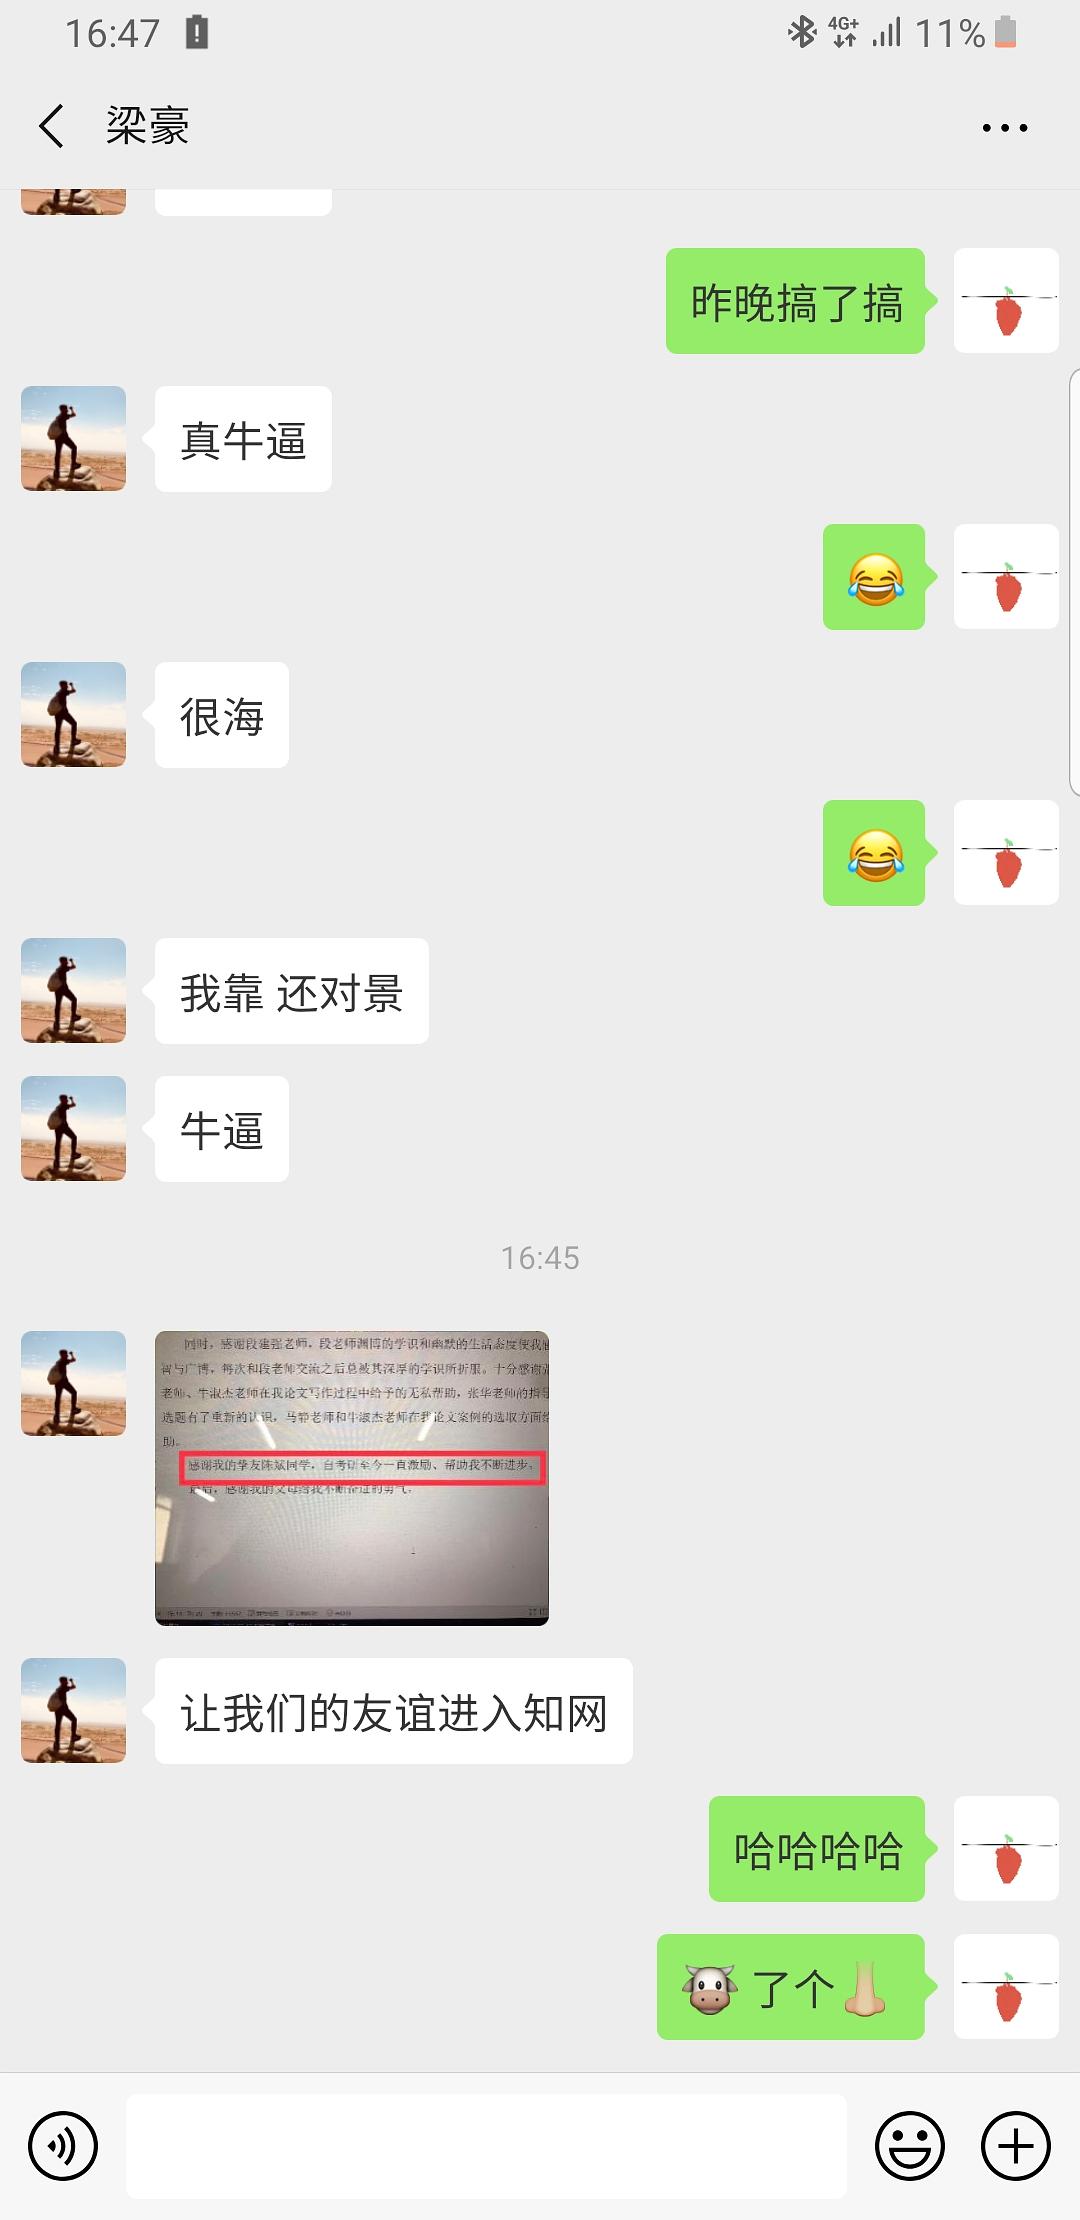 16:47
4G+ 11%
梁豪
昨晚搞了搞
真牛逼
😂
很海
😂
我靠 还对景
牛逼
16:45
同时，感谢段建强老师，段老师渊博的学识和幽默的生活态度使我
智与广博，每次和段老师交流之后总被其深厚的学识所折服。十分感谢
老师、牛淑杰老师在我论文写作过程中给予的无私帮助，张华老师的指导
选题有了重新的认识，马骅老师和牛淑杰老师在我论文案例的选取方面给
助。
感谢我的挚友陈斌同学，自考研至今一直激励、帮助我不断进步。
最后，感谢我的父母给我不断奋进的勇气。
让我们的友谊进入知网
哈哈哈哈
🐮了个👃